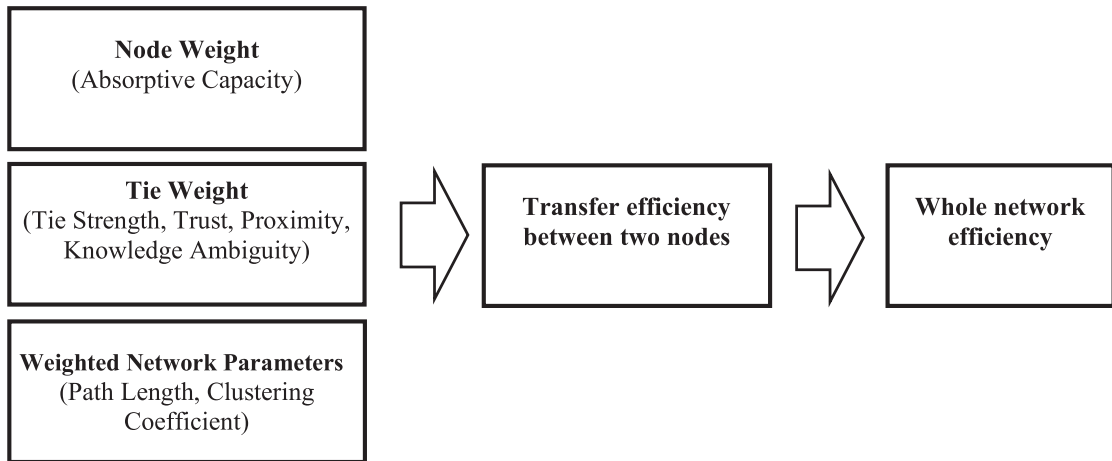 Node Weight
(Absorptive Capacity)
Tie Weight
(Tie Strength, Trust, Proximity,
Knowledge Ambiguity)
Weighted Network Parameters
(Path Length, Clustering
Coefficient)
Transfer efficiency
between two nodes
Whole network
efficiency